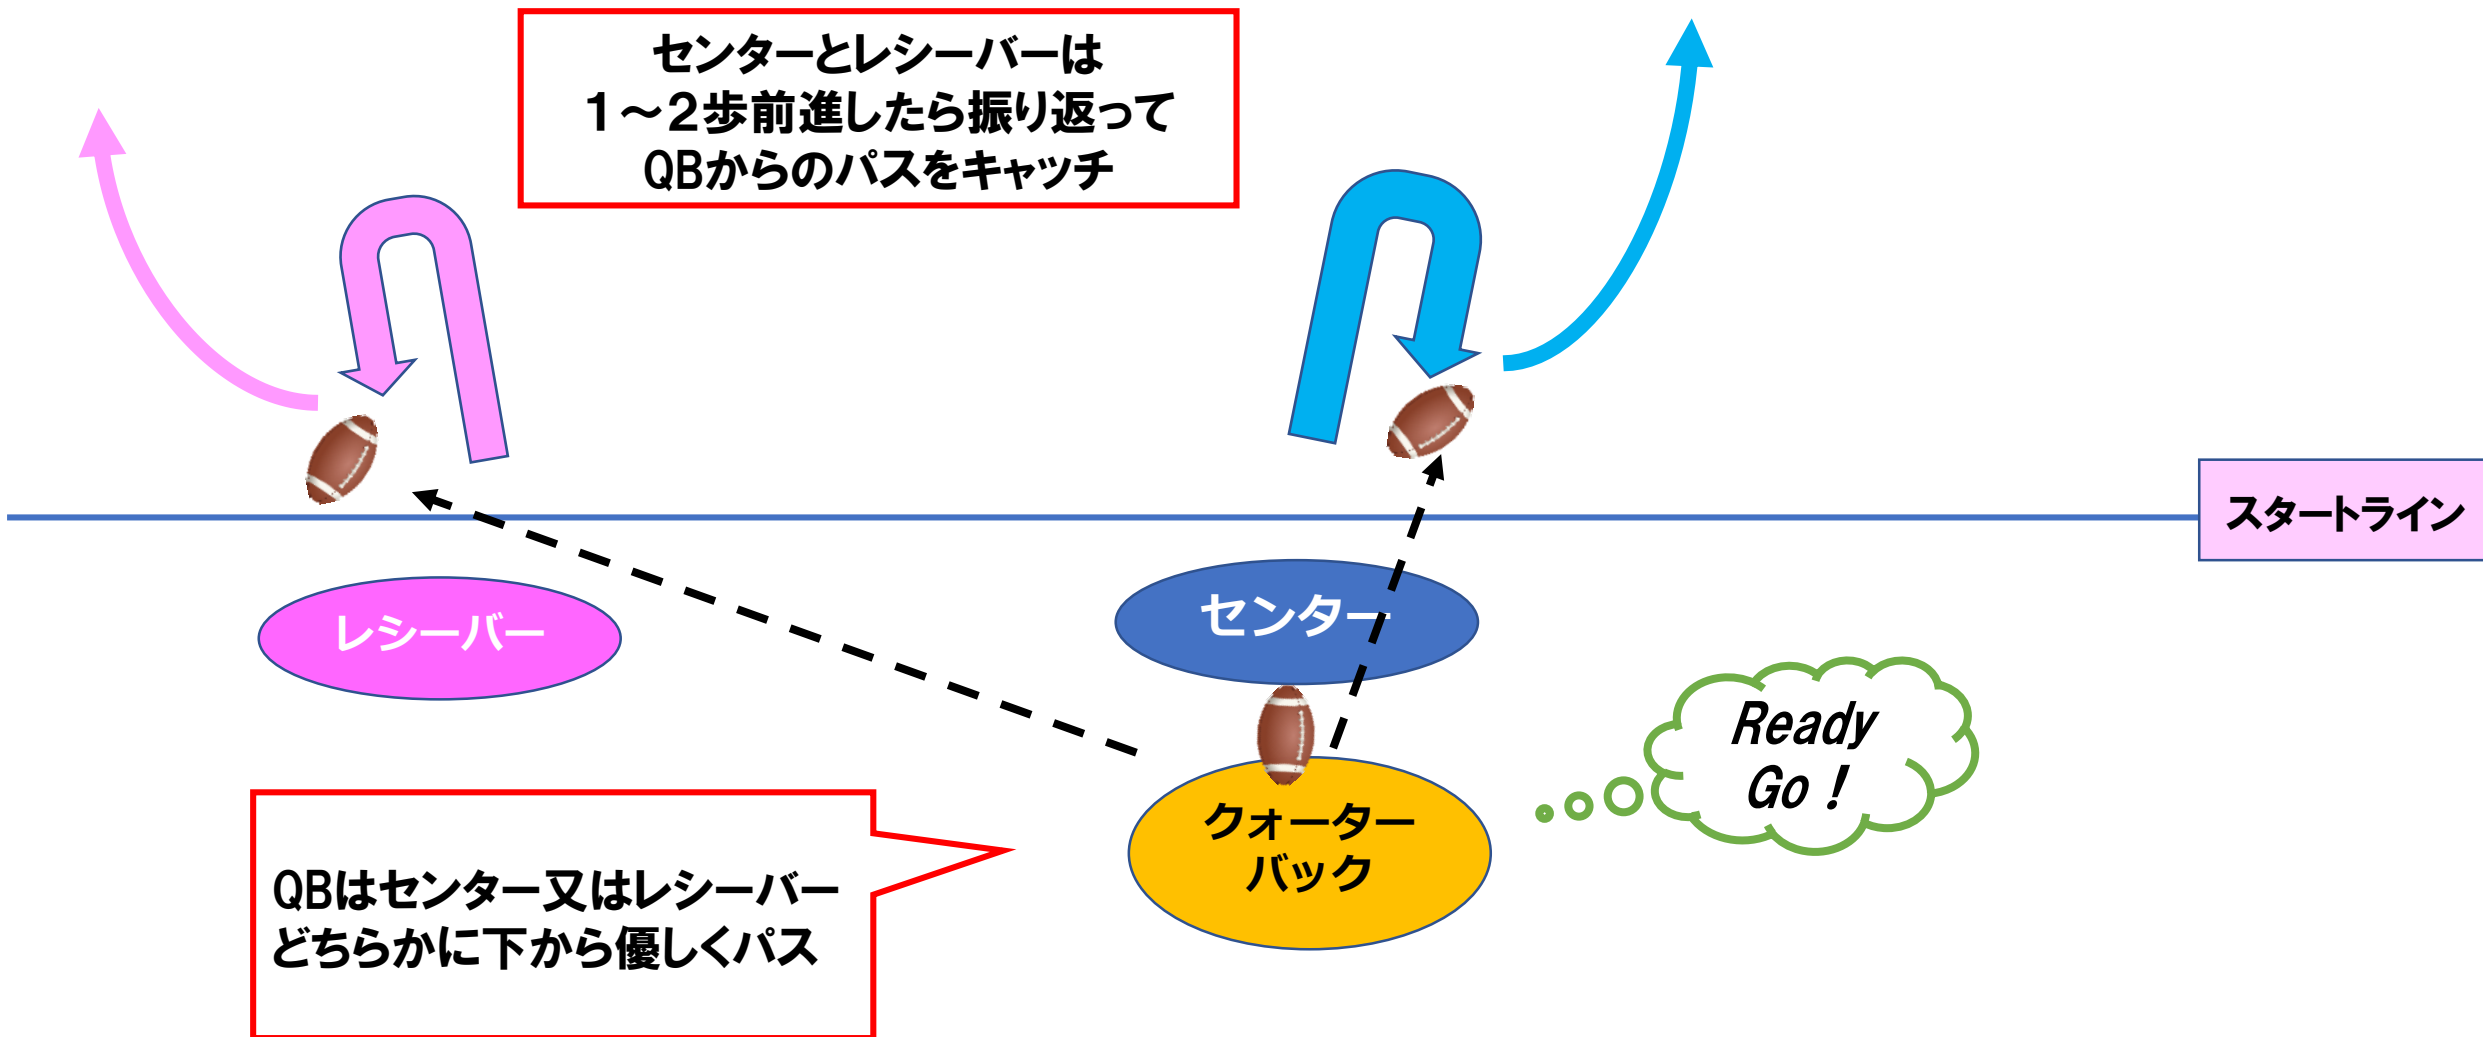 センターとレシーバーは
１～２歩前進したら振り返って
QBからのパスをキャッチ
スタートライン
レシーバー
センター
Ready
Go！
クォーター
バック
QBはセンター又はレシーバー
どちらかに下から優しくパス